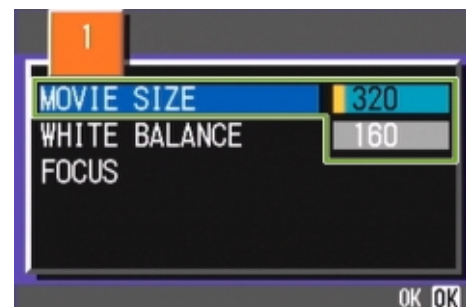 1
MOVIE SIZE 320
WHITE BALANCE 160
FOCUS
OK OK